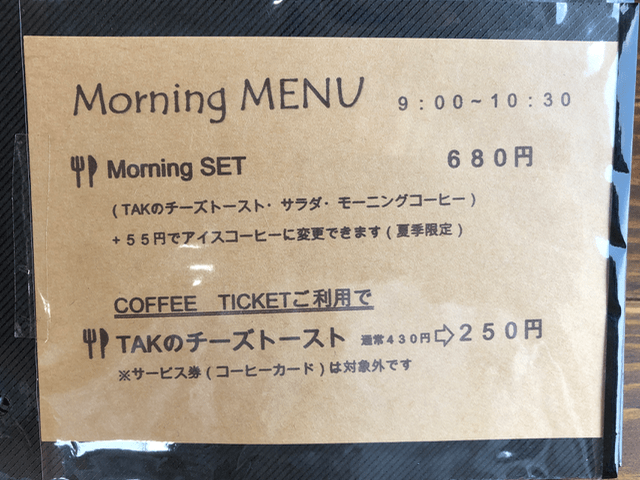 Morning MENU 9:00~10:30
Morning SET 680円
(TAKのチーズトースト・サラダ・モーニングコーヒー)
+55円でアイスコーヒーに変更できます(夏季限定)
COFFEE TICKETご利用で
TAKのチーズトースト 通常430円⇨250円
※サービス券(コーヒーカード)は対象外です